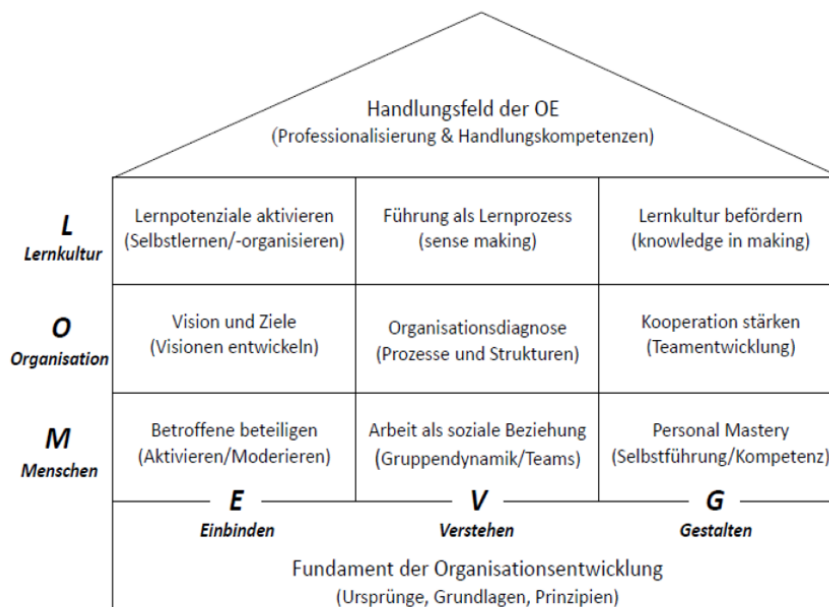 Handlungsfeld der OE
(Professionalisierung & Handlungskompetenzen)
L
Lernkultur
Lernpotenziale aktivieren
(Selbstlernen/-organisieren)
Führung als Lernprozess
(sense making)
Lernkultur befördern
(knowledge in making)
O
Organisation
Vision und Ziele
(Visionen entwickeln)
Organisationsdiagnose
(Prozesse und Strukturen)
Kooperation stärken
(Teamentwicklung)
M
Menschen
Betroffene beteiligen
(Aktivieren/Moderieren)
Arbeit als soziale Beziehung
(Gruppendynamik/Teams)
Personal Mastery
(Selbstführung/Kompetenz)
E
Einbinden
V
Verstehen
G
Gestalten
Fundament der Organisationsentwicklung
(Ursprünge, Grundlagen, Prinzipien)